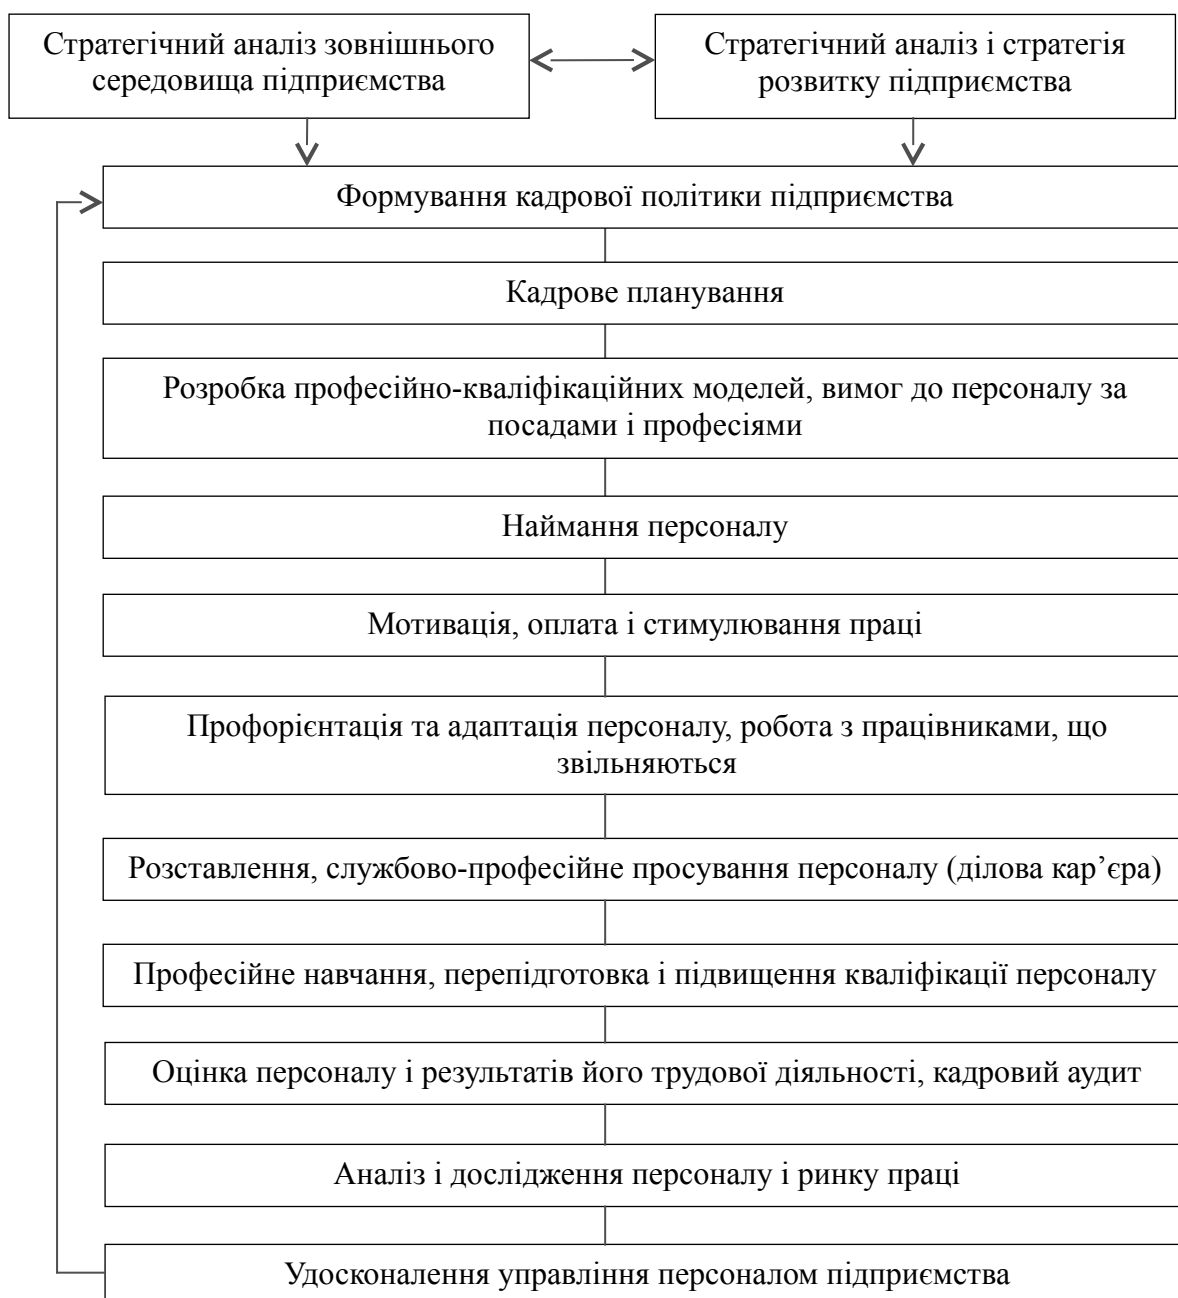 Стратегічний аналіз зовнішнього
середовища підприємства
Стратегічний аналіз і стратегія
розвитку підприємства
Формування кадрової політики підприємства
Кадрове планування
Розробка професійно-кваліфікаційних моделей, вимог до персоналу за
посадами і професіями
Наймання персоналу
Мотивація, оплата і стимулювання праці
Профорієнтація та адаптація персоналу, робота з працівниками, що
звільняються
Розставлення, службово-професійне просування персоналу (ділова кар’єра)
Професійне навчання, перепідготовка і підвищення кваліфікації персоналу
Оцінка персоналу і результатів його трудової діяльності, кадровий аудит
Аналіз і дослідження персоналу і ринку праці
Удосконалення управління персоналом підприємства